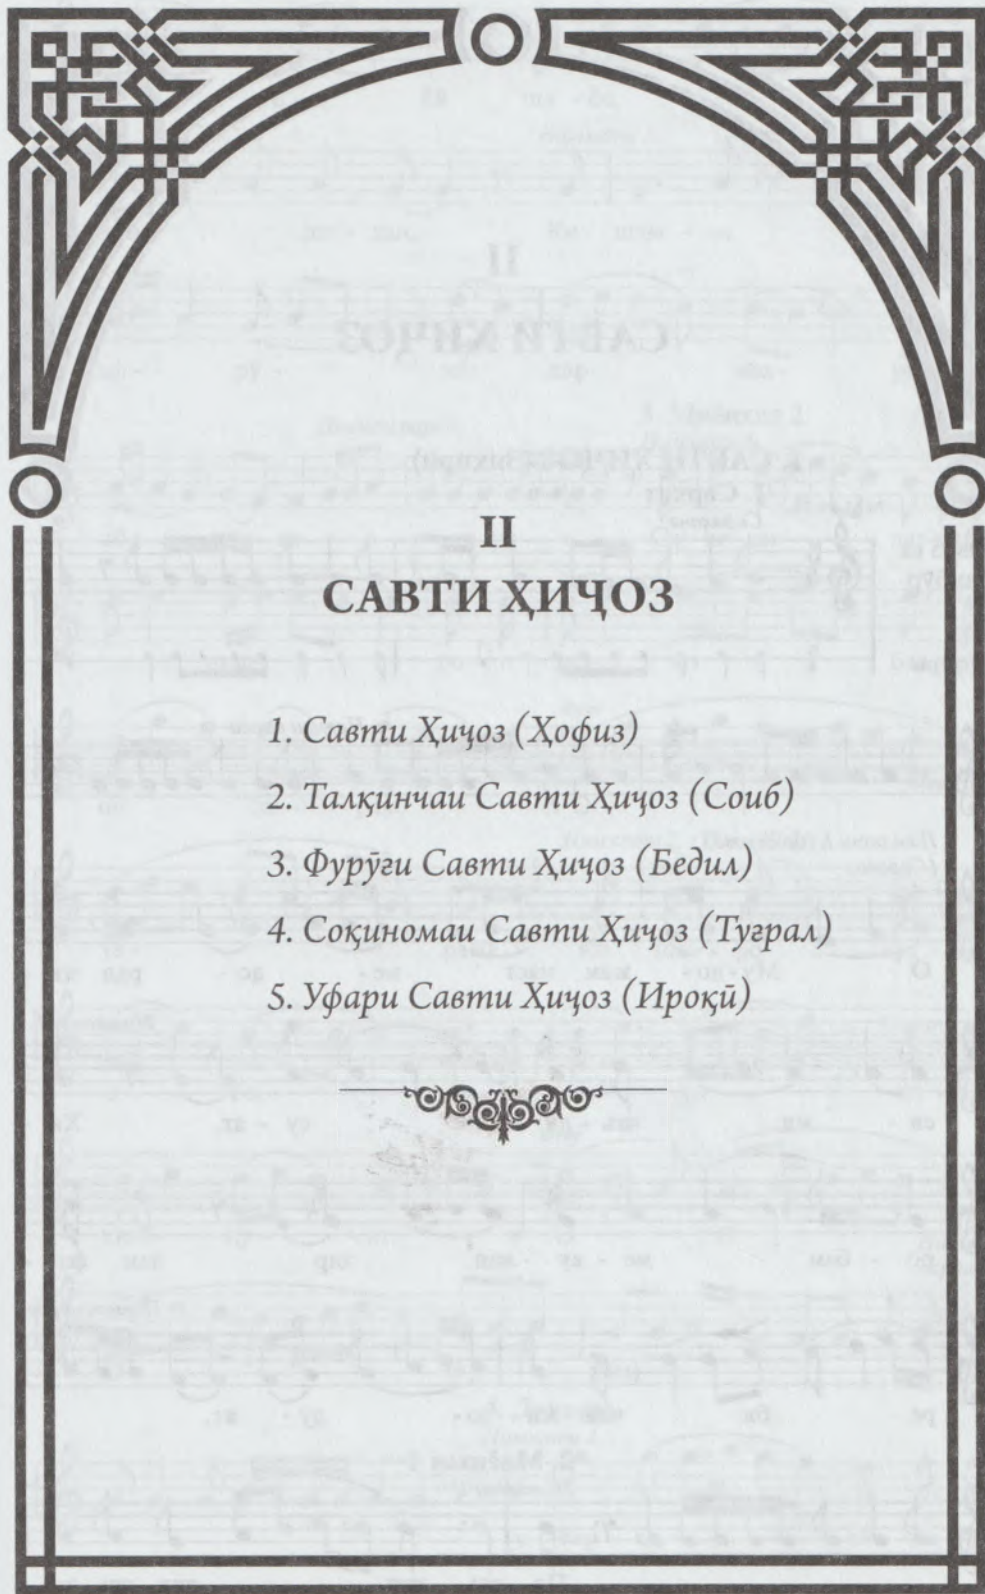 II
САВТИ ҲИҶОЗ
1. Савти Ҳиҷоз (Ҳофиз)
2. Талқинчаи Савти Ҳиҷоз (Соиб)
3. Фурӯғи Савти Ҳиҷоз (Бедил)
4. Соқиномаи Савти Ҳиҷоз (Туғрал)
5. Уфари Савти Ҳиҷоз (Ироқӣ)